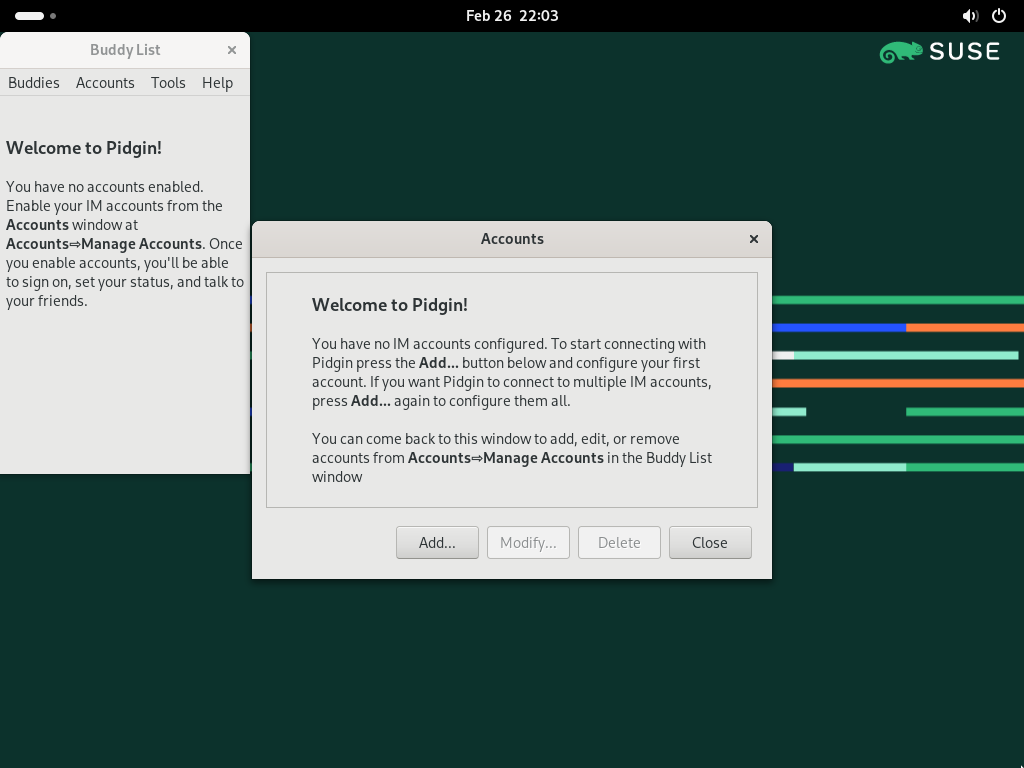 Feb 26 22:03
Buddy List
SUSE
Buddies Accounts Tools Help
Welcome to Pidgin!
You have no accounts enabled.
Enable your IM accounts from the
Accounts window at
Accounts⇨Manage Accounts. Once
you enable accounts, you'll be able
to sign on, set your status, and talk to
your friends.
Accounts
Welcome to Pidgin!
You have no IM accounts configured. To start connecting with
Pidgin press the Add... button below and configure your first
account. If you want Pidgin to connect to multiple IM accounts,
press Add... again to configure them all.
You can come back to this window to add, edit, or remove
accounts from Accounts⇨Manage Accounts in the Buddy List
window
Add... Modify... Delete Close